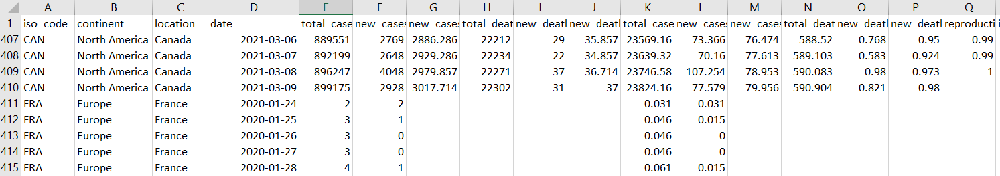 A B C D E F G H I J K L M N O P Q
1 iso_code continent location date total_case new_cases new_cases total_deat new_deatl new_deatl total_case new_cases new_cases total_deat new_deatl new_deatl reproducti i
407 CAN North America Canada 2021-03-06 889551 2769 2886.286 22212 29 35.857 23569.16 73.366 76.474 588.52 0.768 0.95 0.99
408 CAN North America Canada 2021-03-07 892199 2648 2929.286 22234 22 34.857 23639.32 70.16 77.613 589.103 0.583 0.924 0.99
409 CAN North America Canada 2021-03-08 896247 4048 2979.857 22271 37 36.714 23746.58 107.254 78.953 590.083 0.98 0.973 1
410 CAN North America Canada 2021-03-09 899175 2928 3017.714 22302 31 37 23824.16 77.579 79.956 590.904 0.821 0.98
411 FRA Europe France 2020-01-24 2 2 0.031 0.031
412 FRA Europe France 2020-01-25 3 1 0.046 0.015
413 FRA Europe France 2020-01-26 3 0 0.046 0
414 FRA Europe France 2020-01-27 3 0 0.046 0
415 FRA Europe France 2020-01-28 4 1 0.061 0.015